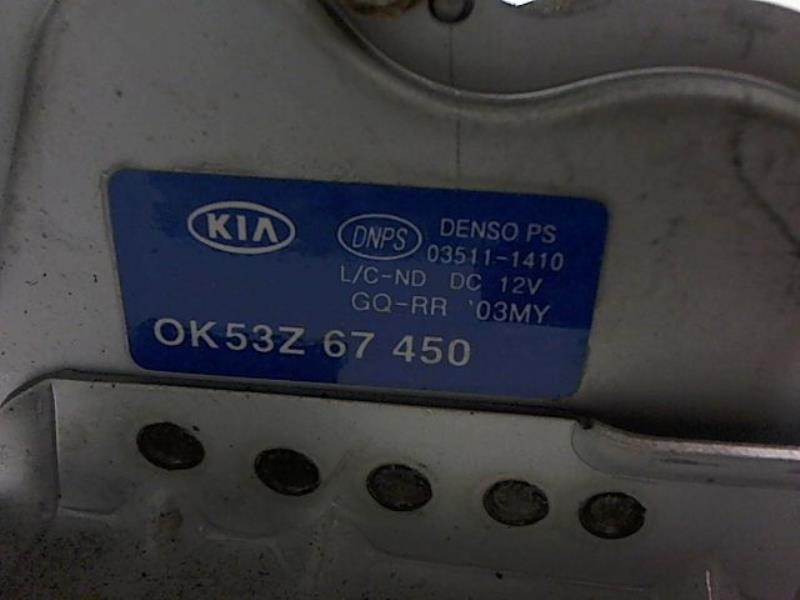 KIA DNPS DENSO PS
03511-1410
L/C-ND DC 12V
GQ-RR '03MY
OK53Z 67 450